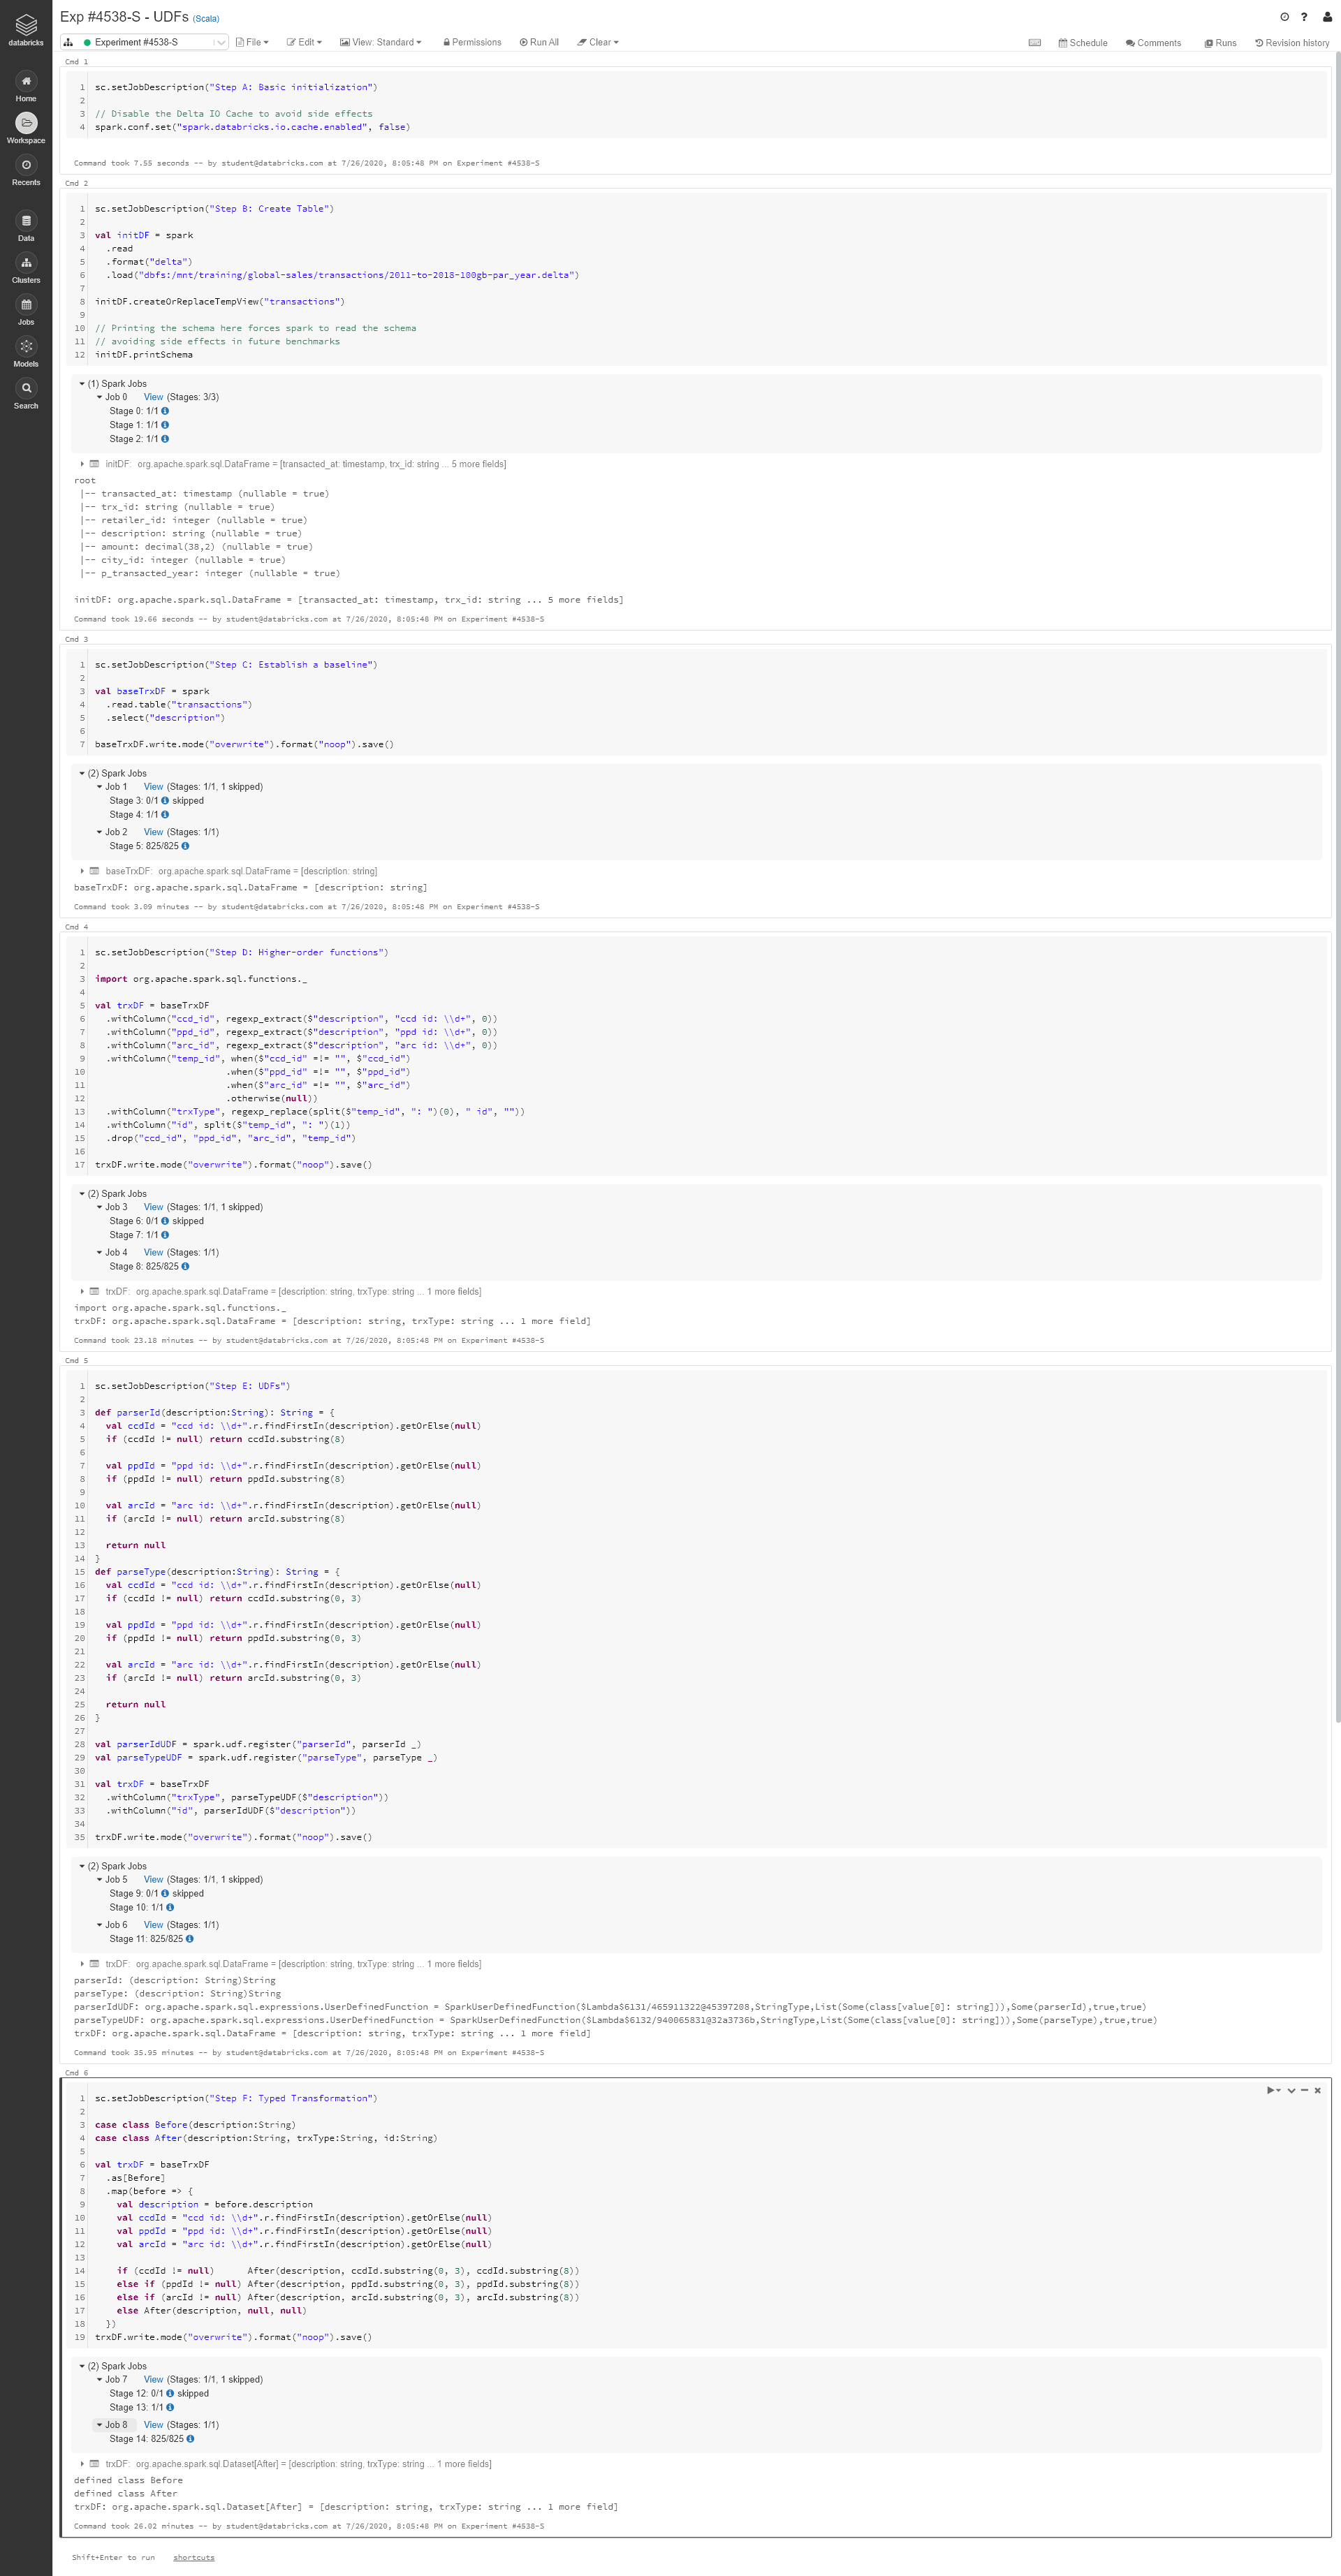 Exp #4538-S - UDFs (Scala)
databricks
Experiment #4538-S File Edit View: Standard Permissions Run All Clear Schedule Comments Runs Revision history
Home
Workspace
Recents
Data
Clusters
Jobs
Models
Search
Cmd 1
1 sc.setJobDescription("Step A: Basic initialization")
2
3 // Disable the Delta IO Cache to avoid side effects
4 spark.conf.set("spark.databricks.io.cache.enabled", false)
Command took 7.55 seconds -- by student@databricks.com at 7/26/2020, 8:05:48 PM on Experiment #4538-S
Cmd 2
1 sc.setJobDescription("Step B: Create Table")
2
3 val initDF = spark
4   .read
5   .format("delta")
6   .load("dbfs:/mnt/training/global-sales/transactions/2011-to-2018-100gb-par_year.delta")
7
8 initDF.createOrReplaceTempView("transactions")
9
10 // Printing the schema here forces spark to read the schema
11 // avoiding side effects in future benchmarks
12 initDF.printSchema
(1) Spark Jobs
Job 0 View (Stages: 3/3)
Stage 0: 1/1
Stage 1: 1/1
Stage 2: 1/1
initDF: org.apache.spark.sql.DataFrame = [transacted_at: timestamp, trx_id: string ... 5 more fields]
root
|-- transacted_at: timestamp (nullable = true)
|-- trx_id: string (nullable = true)
|-- retailer_id: integer (nullable = true)
|-- description: string (nullable = true)
|-- amount: decimal(38,2) (nullable = true)
|-- city_id: integer (nullable = true)
|-- p_transacted_year: integer (nullable = true)
initDF: org.apache.spark.sql.DataFrame = [transacted_at: timestamp, trx_id: string ... 5 more fields]
Command took 19.66 seconds -- by student@databricks.com at 7/26/2020, 8:05:48 PM on Experiment #4538-S
Cmd 3
1 sc.setJobDescription("Step C: Establish a baseline")
2
3 val baseTrxDF = spark
4   .read.table("transactions")
5   .select("description")
6
7 baseTrxDF.write.mode("overwrite").format("noop").save()
(2) Spark Jobs
Job 1 View (Stages: 1/1, 1 skipped)
Stage 3: 0/1 skipped
Stage 4: 1/1
Job 2 View (Stages: 1/1)
Stage 5: 825/825
baseTrxDF: org.apache.spark.sql.DataFrame = [description: string]
baseTrxDF: org.apache.spark.sql.DataFrame = [description: string]
Command took 3.09 minutes -- by student@databricks.com at 7/26/2020, 8:05:48 PM on Experiment #4538-S
Cmd 4
1 sc.setJobDescription("Step D: Higher-order functions")
2
3 import org.apache.spark.sql.functions._
4
5 val trxDF = baseTrxDF
6   .withColumn("ccd_id", regexp_extract($"description", "ccd id: \\d+", 0))
7   .withColumn("ppd_id", regexp_extract($"description", "ppd id: \\d+", 0))
8   .withColumn("arc_id", regexp_extract($"description", "arc id: \\d+", 0))
9   .withColumn("temp_id", when($"ccd_id" =!= "", $"ccd_id")
10                         .when($"ppd_id" =!= "", $"ppd_id")
11                         .when($"arc_id" =!= "", $"arc_id")
12                         .otherwise(null))
13   .withColumn("trxType", regexp_replace(split($"temp_id", ": ")(0), " id", ""))
14   .withColumn("id", split($"temp_id", ": ")(1))
15   .drop("ccd_id", "ppd_id", "arc_id", "temp_id")
16
17 trxDF.write.mode("overwrite").format("noop").save()
(2) Spark Jobs
Job 3 View (Stages: 1/1, 1 skipped)
Stage 6: 0/1 skipped
Stage 7: 1/1
Job 4 View (Stages: 1/1)
Stage 8: 825/825
trxDF: org.apache.spark.sql.DataFrame = [description: string, trxType: string ... 1 more fields]
import org.apache.spark.sql.functions._
trxDF: org.apache.spark.sql.DataFrame = [description: string, trxType: string ... 1 more field]
Command took 23.18 minutes -- by student@databricks.com at 7/26/2020, 8:05:48 PM on Experiment #4538-S
Cmd 5
1 sc.setJobDescription("Step E: UDFs")
2
3 def parserId(description:String): String = {
4   val ccdId = "ccd id: \\d+".r.findFirstIn(description).getOrElse(null)
5   if (ccdId != null) return ccdId.substring(8)
6
7   val ppdId = "ppd id: \\d+".r.findFirstIn(description).getOrElse(null)
8   if (ppdId != null) return ppdId.substring(8)
9
10   val arcId = "arc id: \\d+".r.findFirstIn(description).getOrElse(null)
11   if (arcId != null) return arcId.substring(8)
12
13   return null
14 }
15 def parseType(description:String): String = {
16   val ccdId = "ccd id: \\d+".r.findFirstIn(description).getOrElse(null)
17   if (ccdId != null) return ccdId.substring(0, 3)
18
19   val ppdId = "ppd id: \\d+".r.findFirstIn(description).getOrElse(null)
20   if (ppdId != null) return ppdId.substring(0, 3)
21
22   val arcId = "arc id: \\d+".r.findFirstIn(description).getOrElse(null)
23   if (arcId != null) return arcId.substring(0, 3)
24
25   return null
26 }
27
28 val parserIdUDF = spark.udf.register("parserId", parserId _)
29 val parseTypeUDF = spark.udf.register("parseType", parseType _)
30
31 val trxDF = baseTrxDF
32   .withColumn("trxType", parseTypeUDF($"description"))
33   .withColumn("id", parserIdUDF($"description"))
34
35 trxDF.write.mode("overwrite").format("noop").save()
(2) Spark Jobs
Job 5 View (Stages: 1/1, 1 skipped)
Stage 9: 0/1 skipped
Stage 10: 1/1
Job 6 View (Stages: 1/1)
Stage 11: 825/825
trxDF: org.apache.spark.sql.DataFrame = [description: string, trxType: string ... 1 more fields]
parserId: (description: String)String
parseType: (description: String)String
parserIdUDF: org.apache.spark.sql.expressions.UserDefinedFunction = SparkUserDefinedFunction($Lambda$6131/465911322@45397208,StringType,List(Some(class[value[0]: string])),Some(parserId),true,true)
parseTypeUDF: org.apache.spark.sql.expressions.UserDefinedFunction = SparkUserDefinedFunction($Lambda$6132/940065831@32a3736b,StringType,List(Some(class[value[0]: string])),Some(parseType),true,true)
trxDF: org.apache.spark.sql.DataFrame = [description: string, trxType: string ... 1 more field]
Command took 35.95 minutes -- by student@databricks.com at 7/26/2020, 8:05:48 PM on Experiment #4538-S
Cmd 6
1 sc.setJobDescription("Step F: Typed Transformation")
2
3 case class Before(description:String)
4 case class After(description:String, trxType:String, id:String)
5
6 val trxDF = baseTrxDF
7   .as[Before]
8   .map(before => {
9     val description = before.description
10     val ccdId = "ccd id: \\d+".r.findFirstIn(description).getOrElse(null)
11     val ppdId = "ppd id: \\d+".r.findFirstIn(description).getOrElse(null)
12     val arcId = "arc id: \\d+".r.findFirstIn(description).getOrElse(null)
13
14     if (ccdId != null)      After(description, ccdId.substring(0, 3), ccdId.substring(8))
15     else if (ppdId != null) After(description, ppdId.substring(0, 3), ppdId.substring(8))
16     else if (arcId != null) After(description, arcId.substring(0, 3), arcId.substring(8))
17     else After(description, null, null)
18   })
19 trxDF.write.mode("overwrite").format("noop").save()
(2) Spark Jobs
Job 7 View (Stages: 1/1, 1 skipped)
Stage 12: 0/1 skipped
Stage 13: 1/1
Job 8 View (Stages: 1/1)
Stage 14: 825/825
trxDF: org.apache.spark.sql.Dataset[After] = [description: string, trxType: string ... 1 more fields]
defined class Before
defined class After
trxDF: org.apache.spark.sql.Dataset[After] = [description: string, trxType: string ... 1 more field]
Command took 26.02 minutes -- by student@databricks.com at 7/26/2020, 8:05:48 PM on Experiment #4538-S
Shift+Enter to run shortcuts